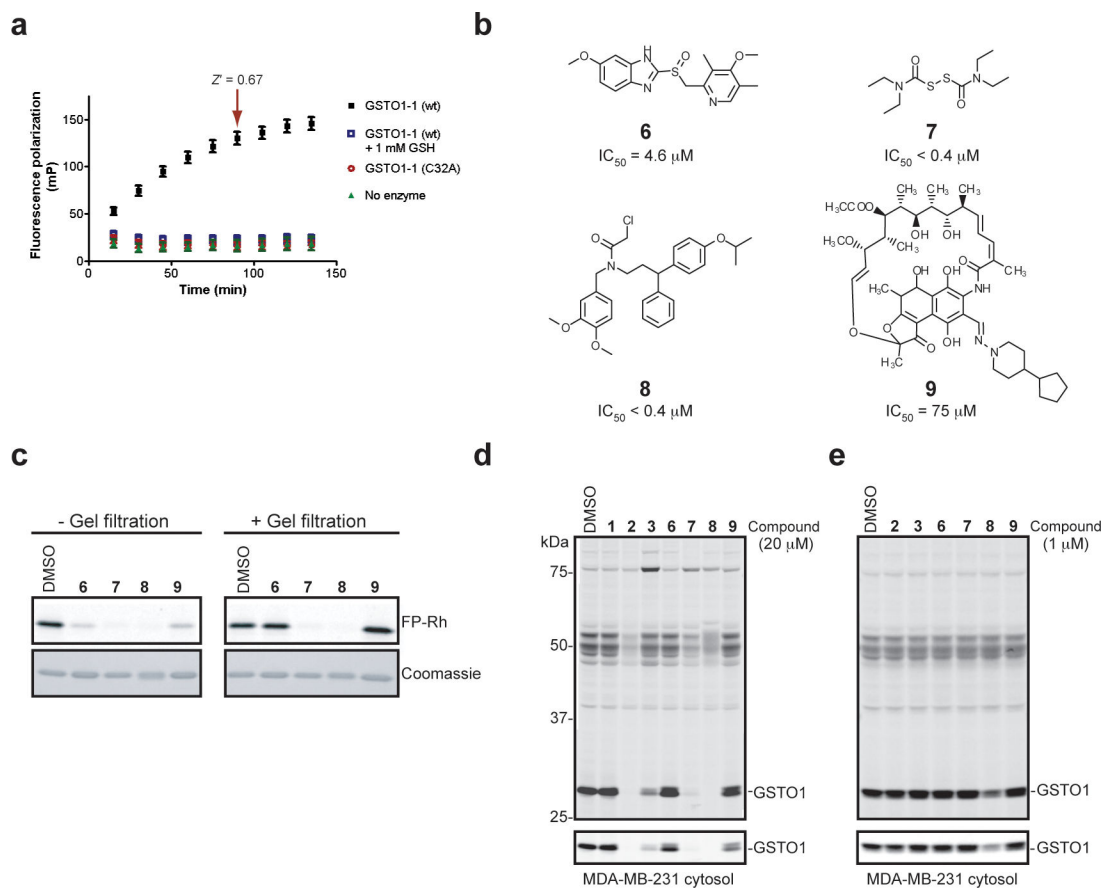 a
Z' = 0.67
150
100
50
0
0
45
90
135
180
Fluorescence polarization
(mP)
Time (min)
GSTO1-1 (wt)
GSTO1-1 (wt)
+ 1 mM GSH
GSTO1-1 (C32A)
No enzyme
b
6
IC50 = 4.6 μM
7
IC50 < 0.4 μM
8
IC50 < 0.4 μM
9
IC50 = 75 μM
c
- Gel filtration
+ Gel filtration
DMSO 6 7 8 9
DMSO 6 7 8 9
FP-Rh
Coomassie
d
DMSO 1 2 3 6 7 8 9 Compound
(20 μM)
kDa
75-
50-
37-
25-
-GSTO1
-GSTO1
MDA-MB-231 cytosol
e
DMSO 2 3 6 7 8 9 Compound
(1 μM)
-GSTO1
-GSTO1
MDA-MB-231 cytosol